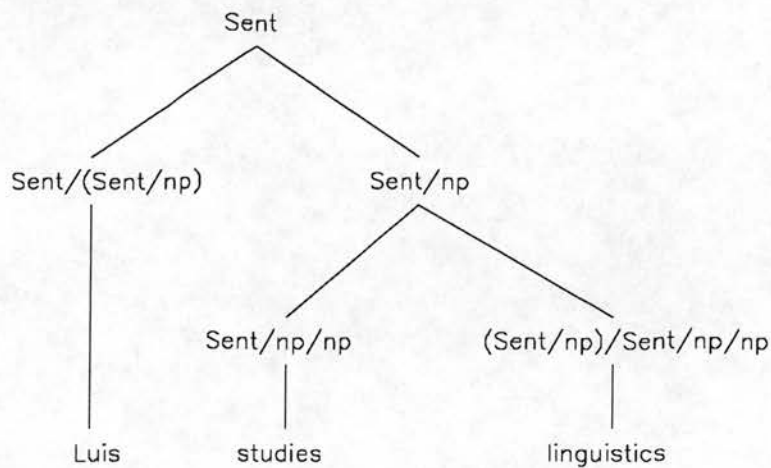 Sent
Sent/(Sent/np) Sent/np
Sent/np/np (Sent/np)/Sent/np/np
Luis studies linguistics